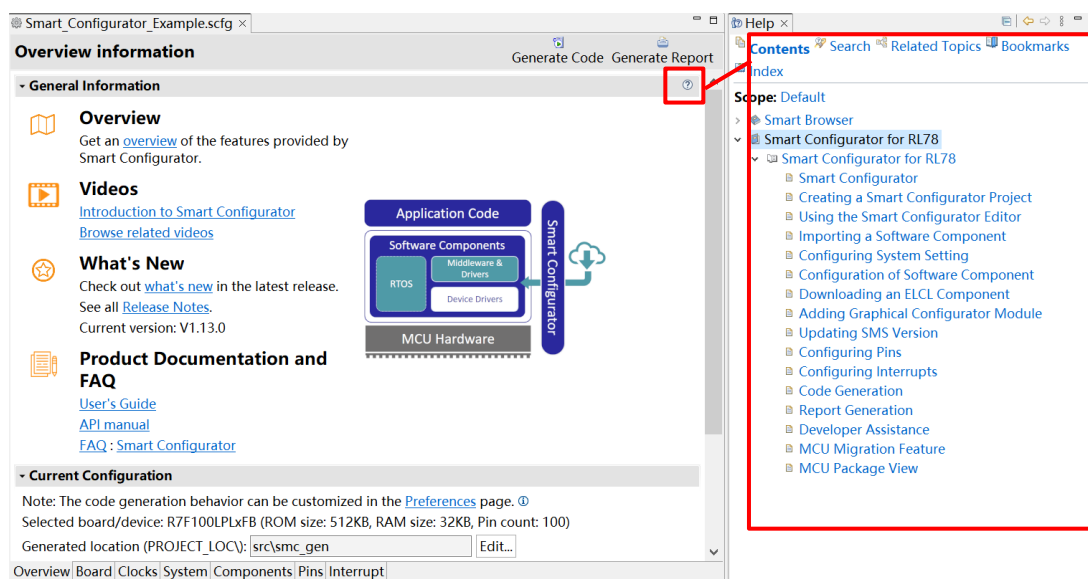 Smart_Configurator_Example.scfg ×
Overview information
Generate Code Generate Report
General Information
Overview
Get an overview of the features provided by
Smart Configurator.
Videos
Introduction to Smart Configurator
Browse related videos
What's New
Check out what's new in the latest release.
See all Release Notes.
Current version: V1.13.0
Product Documentation and
FAQ
User's Guide
API manual
FAQ : Smart Configurator
Application Code
Software Components
RTOS
Middleware &
Drivers
Device Drivers
MCU Hardware
Smart Configurator
Current Configuration
Note: The code generation behavior can be customized in the Preferences page.
Selected board/device: R7F100LPLxFB (ROM size: 512KB, RAM size: 32KB, Pin count: 100)
Generated location (PROJECT_LOC\): src\smc_gen Edit...
Overview Board Clocks System Components Pins Interrupt
Help ×
Contents Search Related Topics Bookmarks
Index
Scope: Default
Smart Browser
Smart Configurator for RL78
Smart Configurator for RL78
Smart Configurator
Creating a Smart Configurator Project
Using the Smart Configurator Editor
Importing a Software Component
Configuring System Setting
Configuration of Software Component
Downloading an ELCL Component
Adding Graphical Configurator Module
Updating SMS Version
Configuring Pins
Configuring Interrupts
Code Generation
Report Generation
Developer Assistance
MCU Migration Feature
MCU Package View